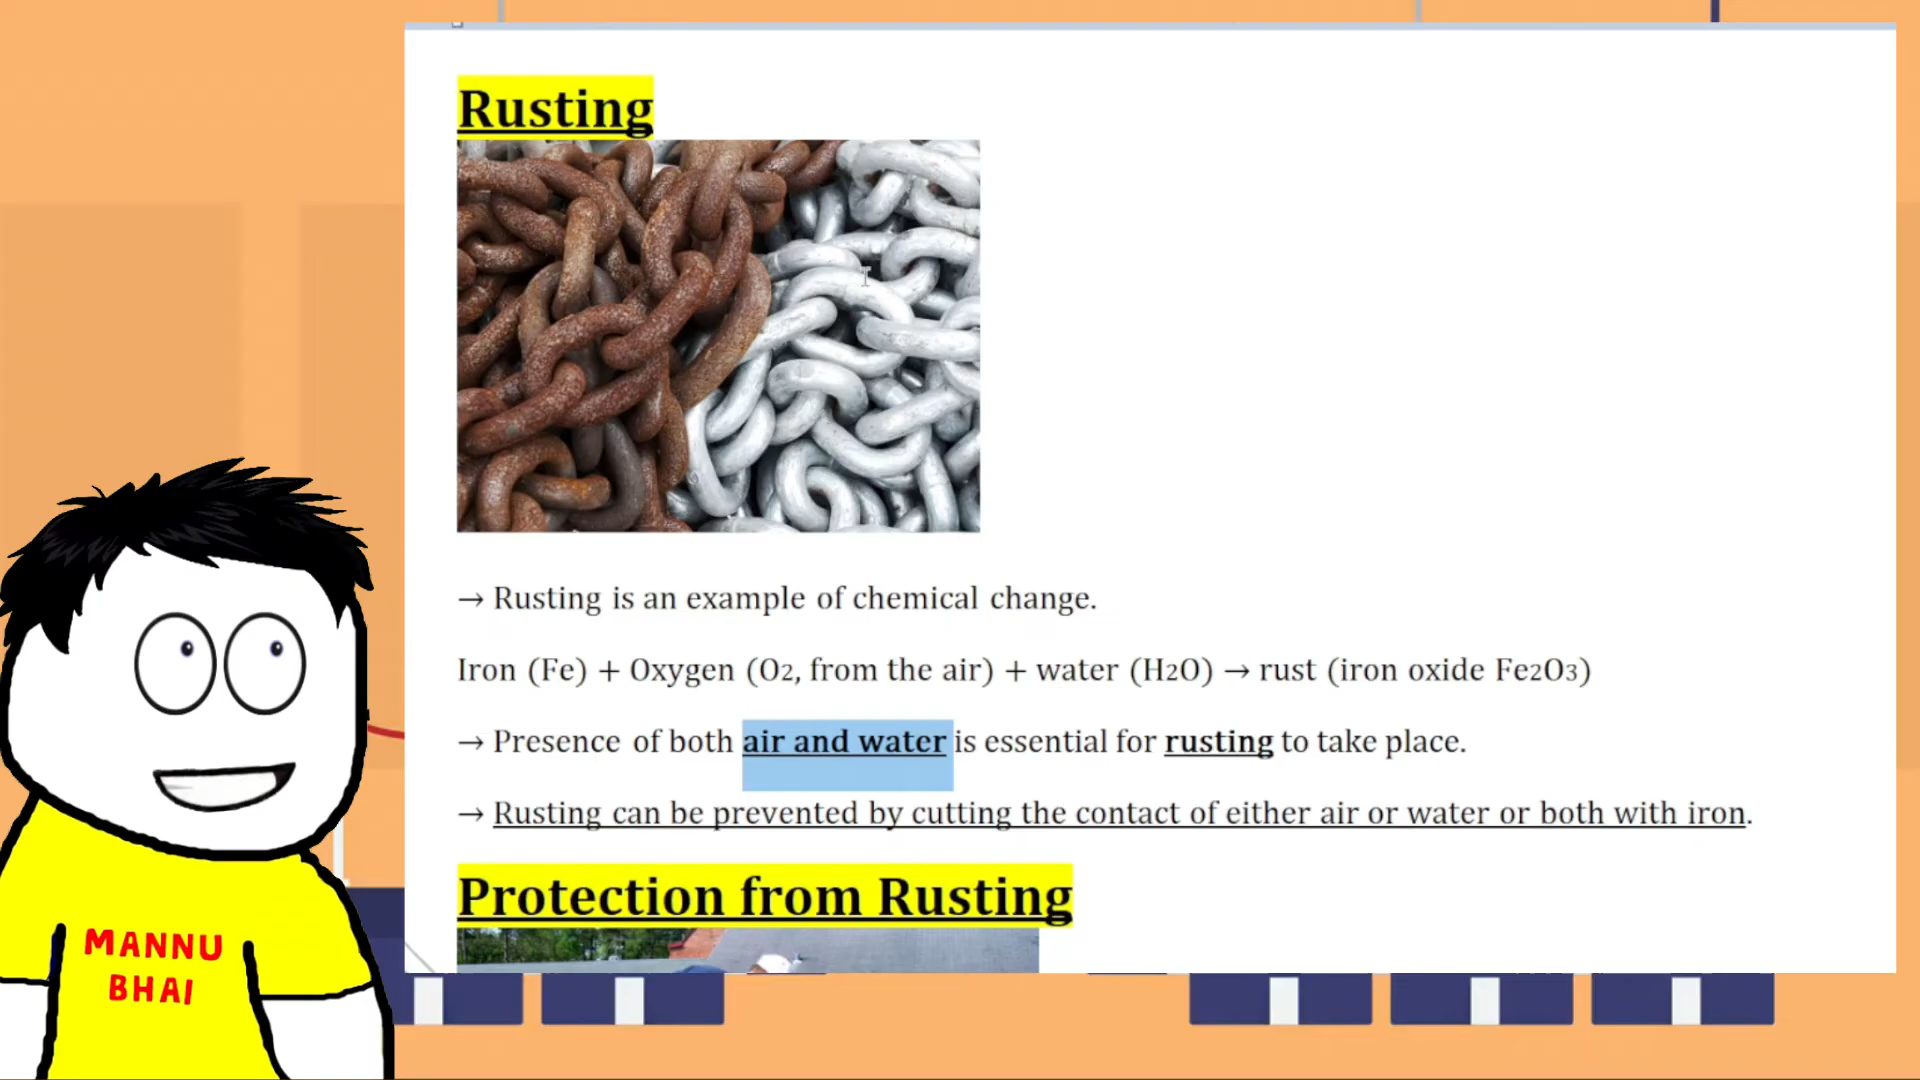 Rusting
→ Rusting is an example of chemical change.
Iron (Fe) + Oxygen (O2, from the air) + water (H2O) → rust (iron oxide Fe2O3)
→ Presence of both air and water is essential for rusting to take place.
→ Rusting can be prevented by cutting the contact of either air or water or both with iron.
Protection from Rusting
MANNU
BHAI